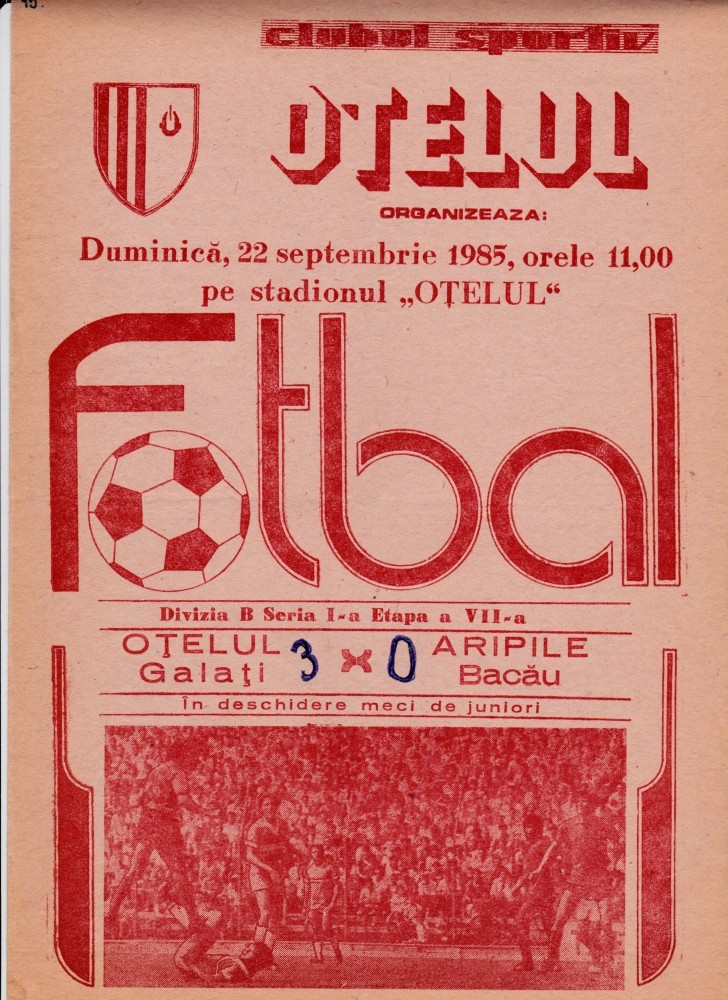 clubul sportiv
OȚELUL
ORGANIZEAZA:
Duminică, 22 septembrie 1985, orele 11,00
pe stadionul „OȚELUL“
Fotbal
Divizia B Seria I-a Etapa a VII-a
OȚELUL 3 x 0 ARIPILE
Galaţi Bacău
În deschidere meci de juniori